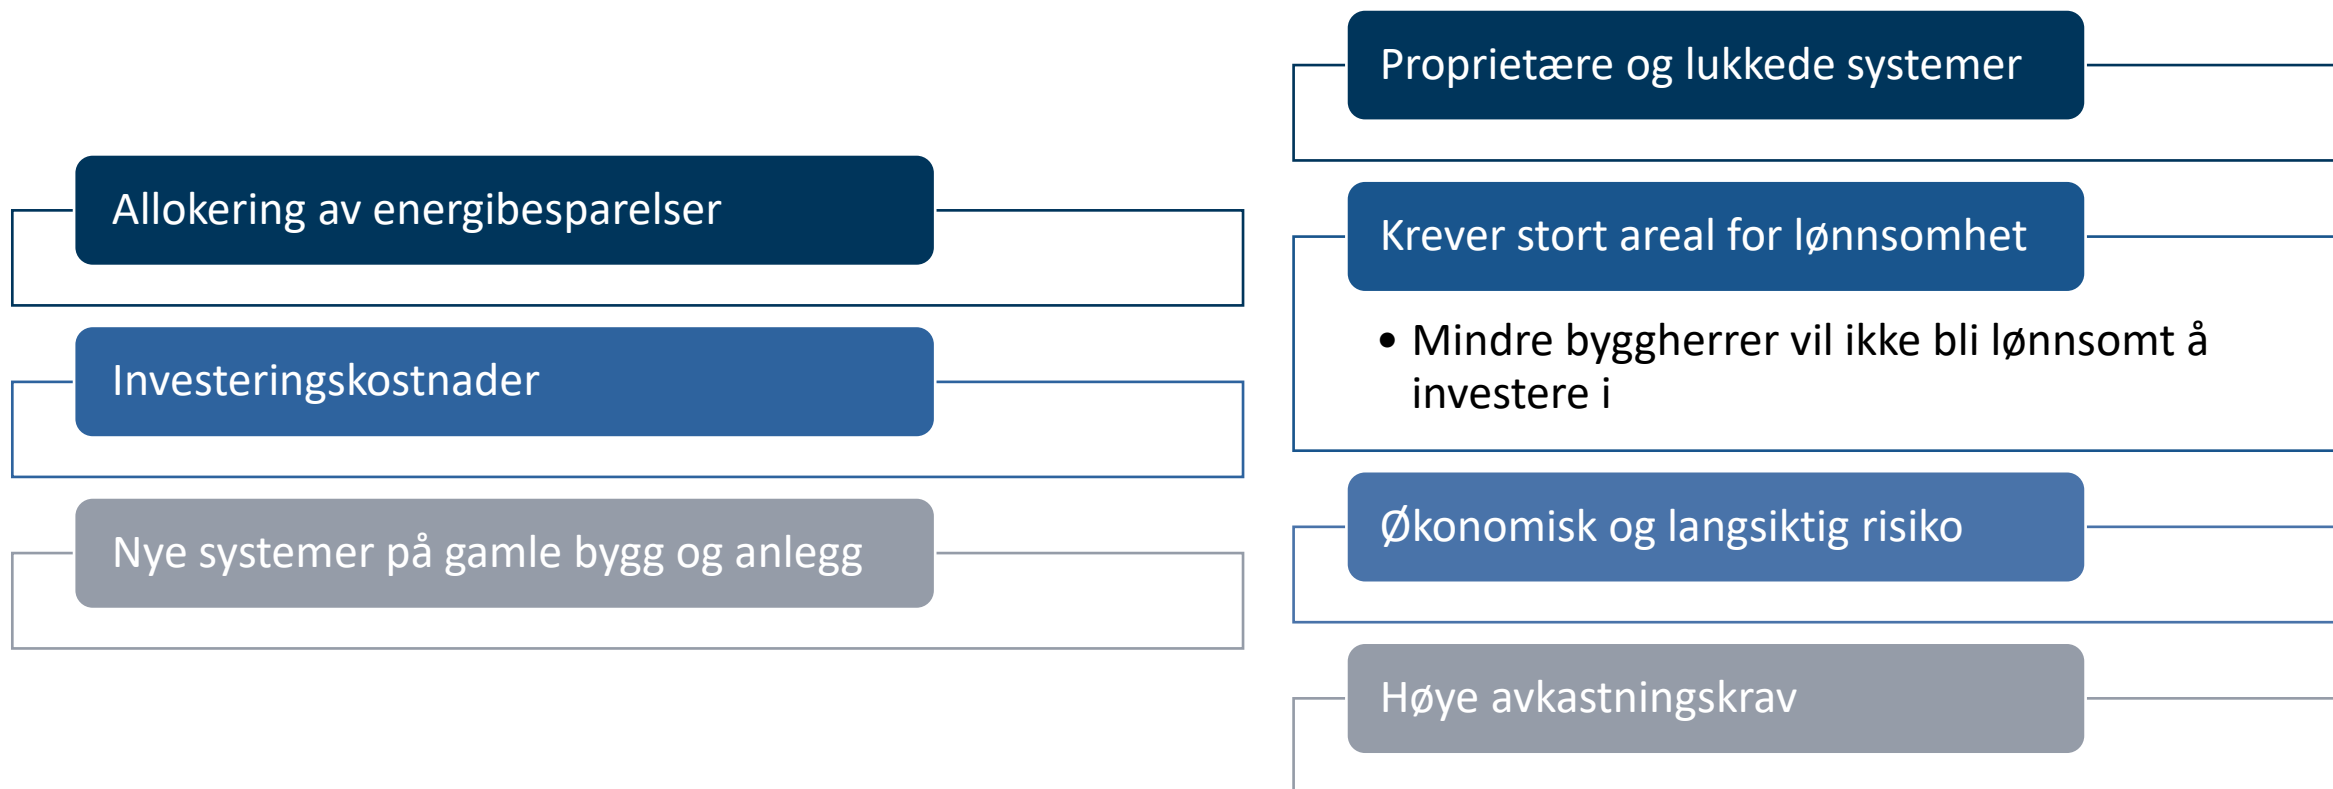 Allokering av energibesparelser
Investeringskostnader
Nye systemer på gamle bygg og anlegg
Proprietære og lukkede systemer
Krever stort areal for lønnsomhet
• Mindre byggherrer vil ikke bli lønnsomt å
investere i
Økonomisk og langsiktig risiko
Høye avkastningskrav